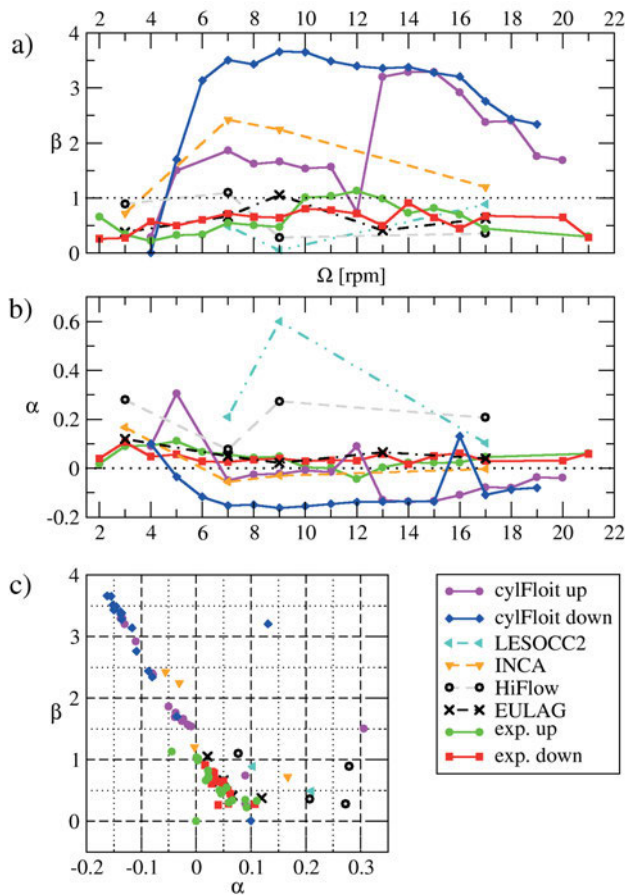 a)
2 4 6 8 10 12 14 16 18 20 22
4
3
β
2
1
0
Ω [rpm]
b)
0.6
0.4
α
0.2
0
-0.2
2 4 6 8 10 12 14 16 18 20 22
c)
4
3
β
2
1
0
-0.2 -0.1 0 0.1 0.2 0.3
α
cylFloit up
cylFloit down
LESOCC2
INCA
HiFlow
EULAG
exp. up
exp. down